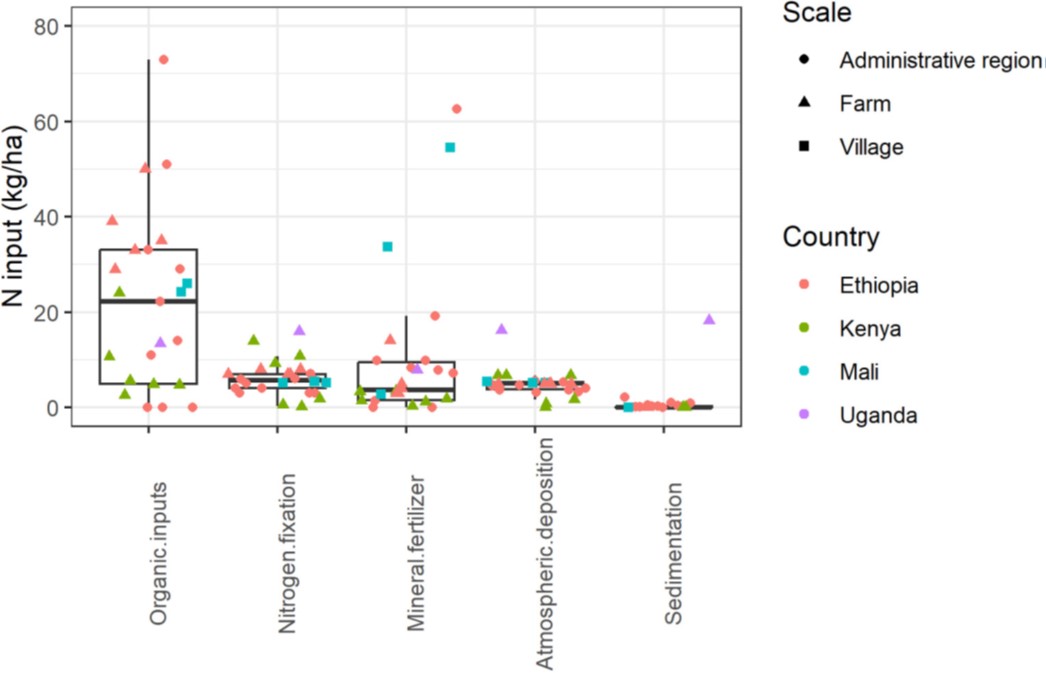 N input (kg/ha)
80
60
40
20
0
Organic.inputs
Nitrogen.fixation
Mineral.fertilizer
Atmospheric.deposition
Sedimentation
Scale
Administrative region
Farm
Village
Country
Ethiopia
Kenya
Mali
Uganda